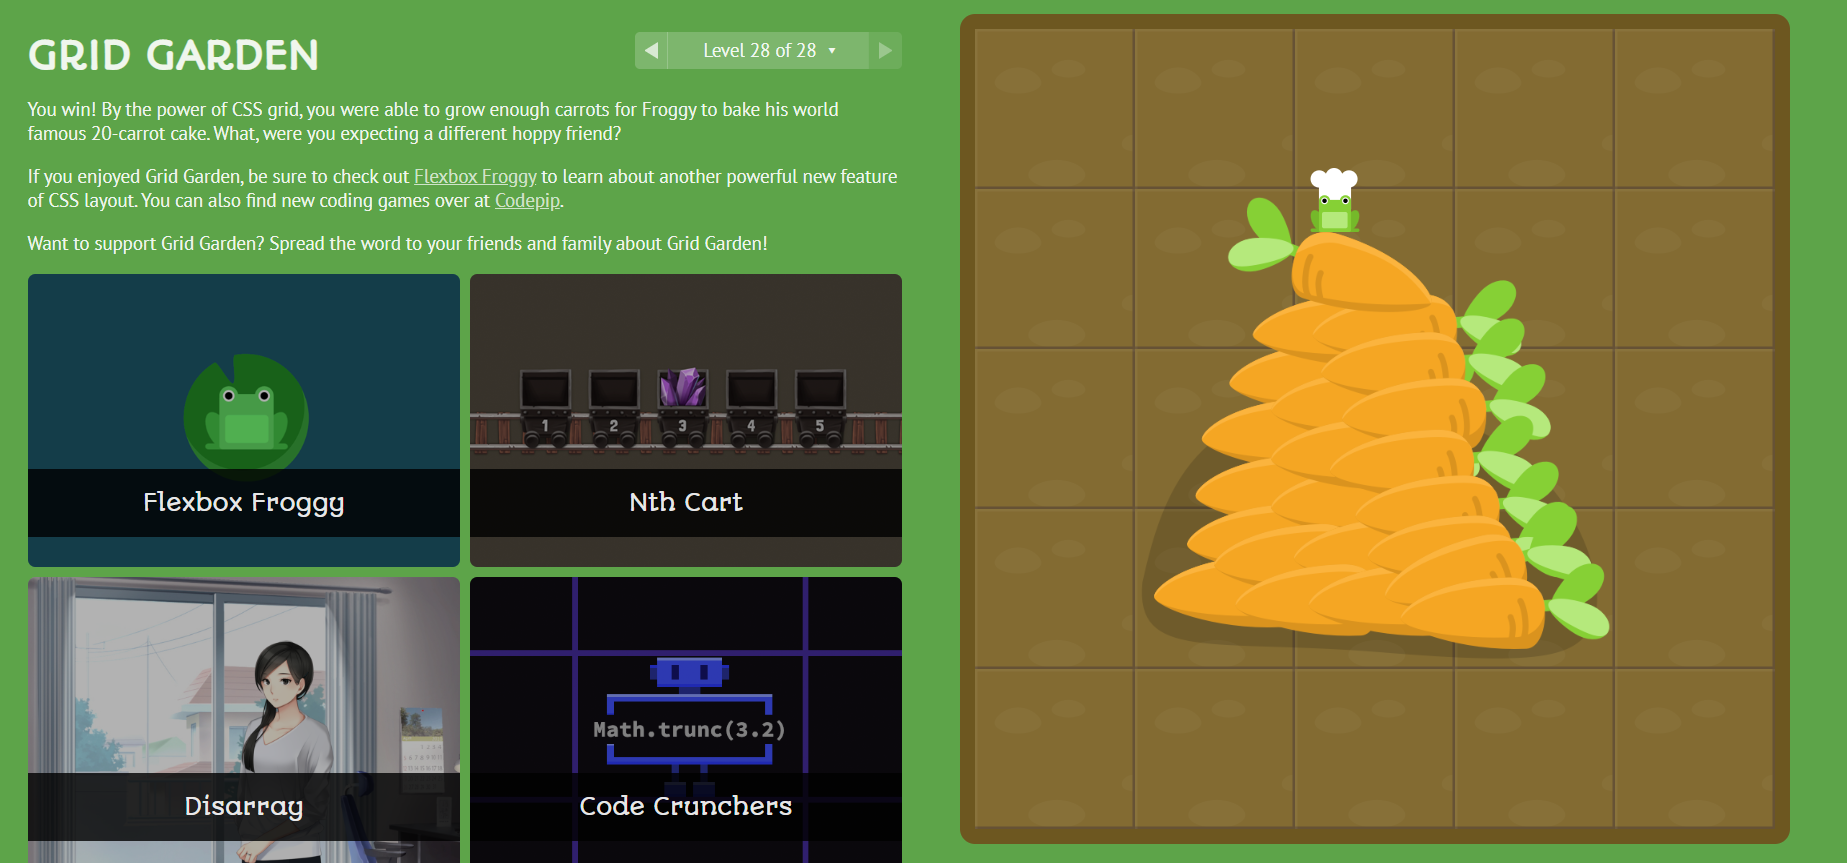 GRID GARDEN
Level 28 of 28
You win! By the power of CSS grid, you were able to grow enough carrots for Froggy to bake his world
famous 20-carrot cake. What, were you expecting a different hoppy friend?
If you enjoyed Grid Garden, be sure to check out Flexbox Froggy to learn about another powerful new feature
of CSS layout. You can also find new coding games over at Codepip.
Want to support Grid Garden? Spread the word to your friends and family about Grid Garden!
1 2 3 4 5
Flexbox Froggy
Nth Cart
Math.trunc(3.2)
Disarray
Code Crunchers